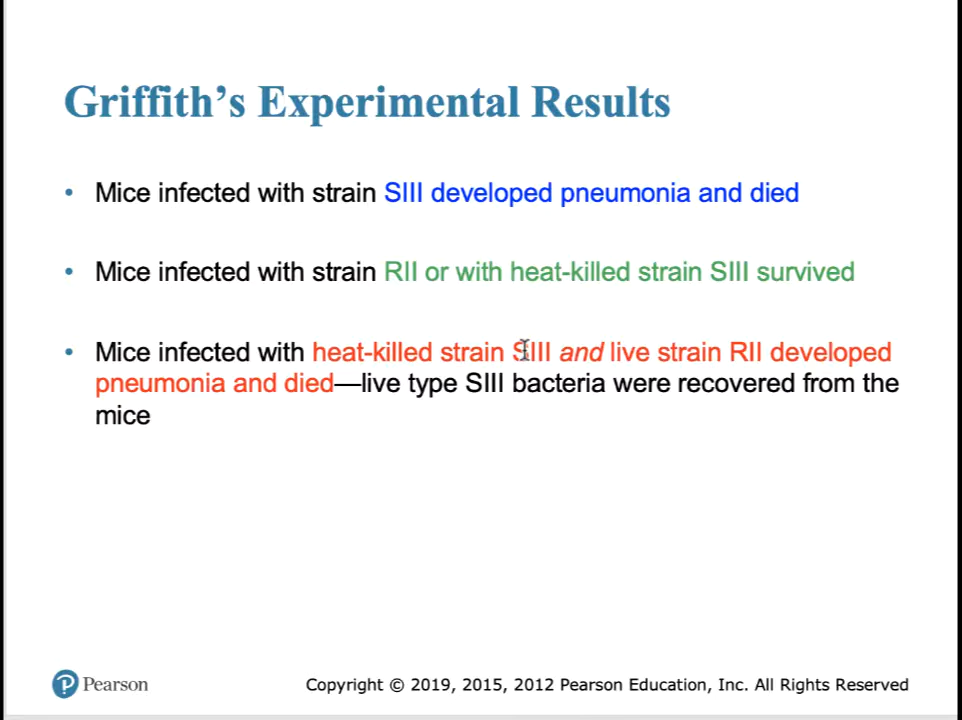 Griffith's Experimental Results
• Mice infected with strain SIII developed pneumonia and died
• Mice infected with strain RII or with heat-killed strain SIII survived
• Mice infected with heat-killed strain SIII and live strain RII developed
pneumonia and died—live type SIII bacteria were recovered from the
mice
Pearson
Copyright © 2019, 2015, 2012 Pearson Education, Inc. All Rights Reserved